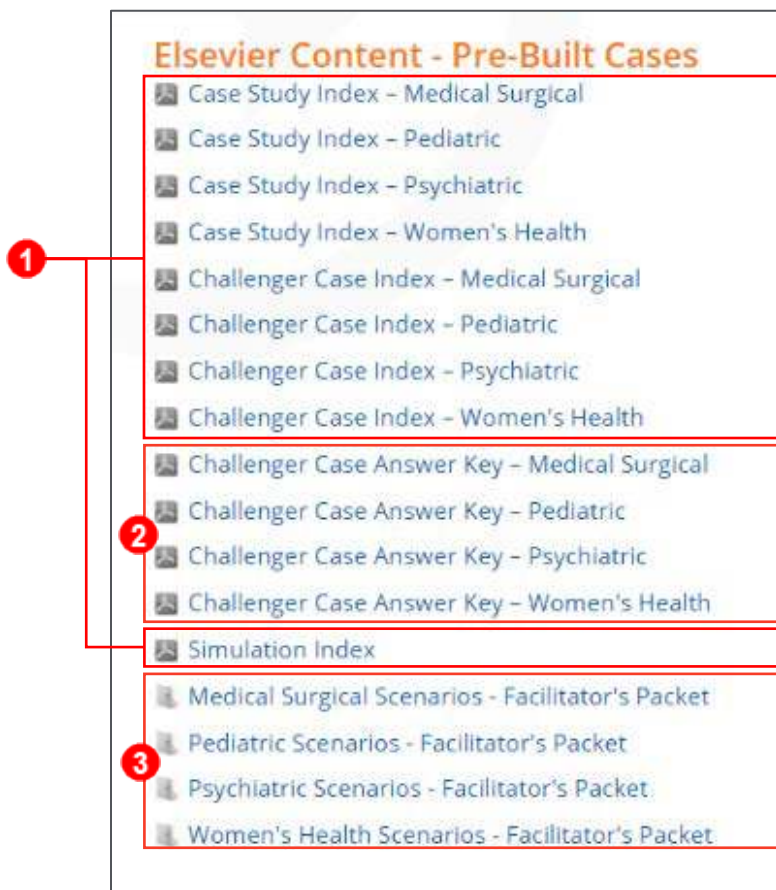 Elsevier Content - Pre-Built Cases
Case Study Index – Medical Surgical
Case Study Index – Pediatric
Case Study Index – Psychiatric
Case Study Index – Women's Health
1
Challenger Case Index – Medical Surgical
Challenger Case Index – Pediatric
Challenger Case Index – Psychiatric
Challenger Case Index – Women's Health
Challenger Case Answer Key – Medical Surgical
Challenger Case Answer Key – Pediatric
2
Challenger Case Answer Key – Psychiatric
Challenger Case Answer Key – Women's Health
Simulation Index
Medical Surgical Scenarios - Facilitator's Packet
Pediatric Scenarios - Facilitator's Packet
3
Psychiatric Scenarios - Facilitator's Packet
Women's Health Scenarios - Facilitator's Packet